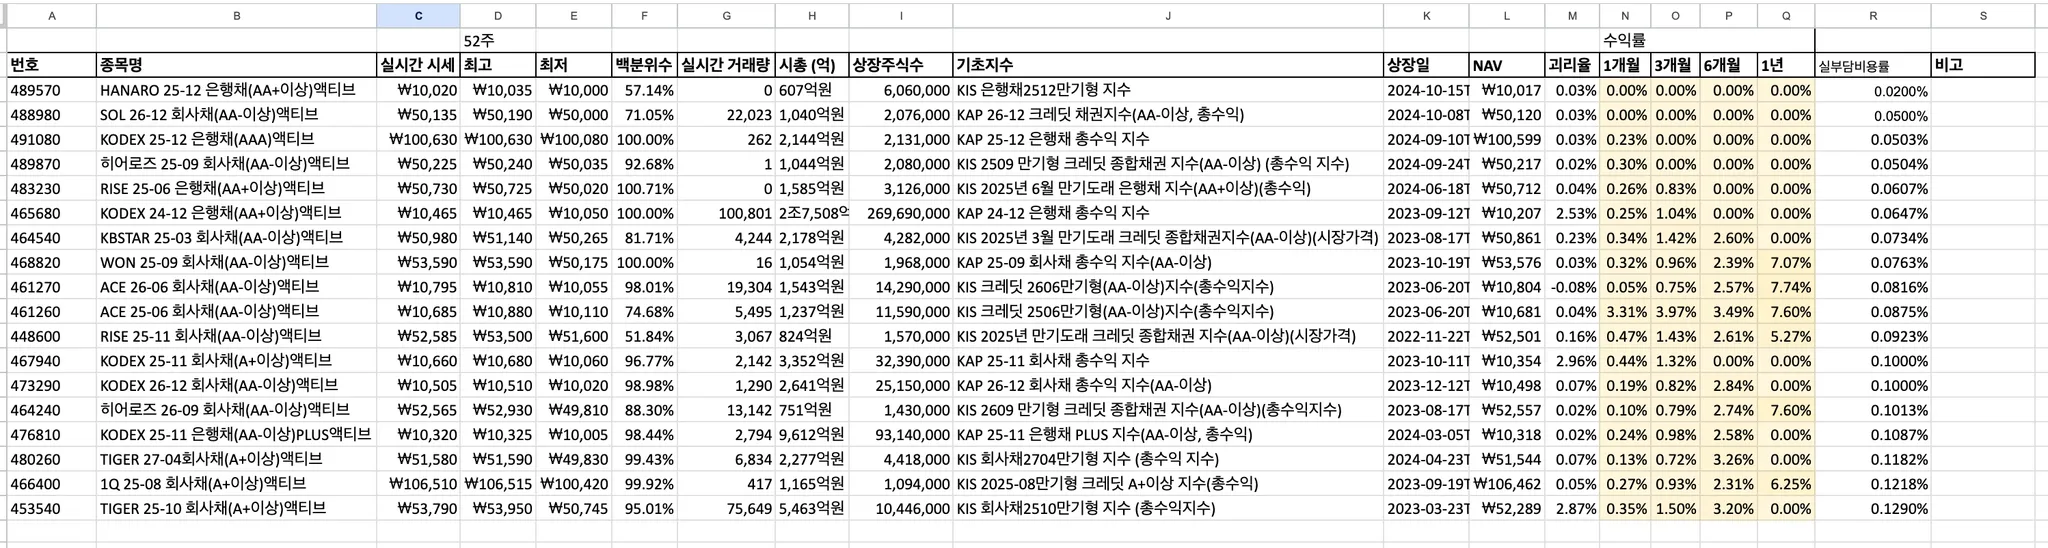 A B C D E F G H I J K L M N O P Q R S
52주 수익률
번호 종목명 실시간 시세 최고 최저 백분위수 실시간 거래량 시총 (억) 상장주식수 기초지수 상장일 NAV 괴리율 1개월 3개월 6개월 1년 실부담비용률 비고
489570 HANARO 25-12 은행채(AA+이상)액티브 ₩10,020 ₩10,035 ₩10,000 57.14% 0 607억원 6,060,000 KIS 은행채2512만기형 지수 2024-10-15T ₩10,017 0.03% 0.00% 0.00% 0.00% 0.00% 0.0200%
488980 SOL 26-12 회사채(AA-이상)액티브 ₩50,135 ₩50,190 ₩50,000 71.05% 22,023 1,040억원 2,076,000 KAP 26-12 크레딧 채권지수(AA-이상, 총수익) 2024-10-08T ₩50,120 0.03% 0.00% 0.00% 0.00% 0.00% 0.0500%
491080 KODEX 25-12 은행채(AAA)액티브 ₩100,630 ₩100,630 ₩100,080 100.00% 262 2,144억원 2,131,000 KAP 25-12 은행채 총수익 지수 2024-09-10T ₩100,599 0.03% 0.23% 0.00% 0.00% 0.00% 0.0503%
489870 히어로즈 25-09 회사채(AA-이상)액티브 ₩50,225 ₩50,240 ₩50,035 92.68% 1 1,044억원 2,080,000 KIS 2509 만기형 크레딧 종합채권 지수(AA-이상) (총수익 지수) 2024-09-24T ₩50,217 0.02% 0.30% 0.00% 0.00% 0.00% 0.0504%
483230 RISE 25-06 은행채(AA+이상)액티브 ₩50,730 ₩50,725 ₩50,020 100.71% 0 1,585억원 3,126,000 KIS 2025년 6월 만기도래 은행채 지수(AA+이상)(총수익) 2024-06-18T ₩50,712 0.04% 0.26% 0.83% 0.00% 0.00% 0.0607%
465680 KODEX 24-12 은행채(AA+이상)액티브 ₩10,465 ₩10,465 ₩10,050 100.00% 100,801 2조7,508억 269,690,000 KAP 24-12 은행채 총수익 지수 2023-09-12T ₩10,207 2.53% 0.25% 1.04% 0.00% 0.00% 0.0647%
464540 KBSTAR 25-03 회사채(AA-이상)액티브 ₩50,980 ₩51,140 ₩50,265 81.71% 4,244 2,178억원 4,282,000 KIS 2025년 3월 만기도래 크레딧 종합채권지수(AA-이상)(시장가격) 2023-08-17T ₩50,861 0.23% 0.34% 1.42% 2.60% 0.00% 0.0734%
468820 WON 25-09 회사채(AA-이상)액티브 ₩53,590 ₩53,590 ₩50,175 100.00% 16 1,054억원 1,968,000 KAP 25-09 회사채 총수익 지수(AA-이상) 2023-10-19T ₩53,576 0.03% 0.32% 0.96% 2.39% 7.07% 0.0763%
461270 ACE 26-06 회사채(AA-이상)액티브 ₩10,795 ₩10,810 ₩10,055 98.01% 19,304 1,543억원 14,290,000 KIS 크레딧 2606만기형(AA-이상)지수(총수익지수) 2023-06-20T ₩10,804 -0.08% 0.05% 0.75% 2.57% 7.74% 0.0816%
461260 ACE 25-06 회사채(AA-이상)액티브 ₩10,685 ₩10,880 ₩10,110 74.68% 5,495 1,237억원 11,590,000 KIS 크레딧 2506만기형(AA-이상)지수(총수익지수) 2023-06-20T ₩10,681 0.04% 3.31% 3.97% 3.49% 7.60% 0.0875%
448600 RISE 25-11 회사채(AA-이상)액티브 ₩52,585 ₩53,500 ₩51,600 51.84% 3,067 824억원 1,570,000 KIS 2025년 만기도래 크레딧 종합채권 지수(AA-이상)(시장가격) 2022-11-22T ₩52,501 0.16% 0.47% 1.43% 2.61% 5.27% 0.0923%
467940 KODEX 25-11 회사채(A+이상)액티브 ₩10,660 ₩10,680 ₩10,060 96.77% 2,142 3,352억원 32,390,000 KAP 25-11 회사채 총수익 지수 2023-10-11T ₩10,354 2.96% 0.44% 1.32% 0.00% 0.00% 0.1000%
473290 KODEX 26-12 회사채(AA-이상)액티브 ₩10,505 ₩10,510 ₩10,020 98.98% 1,290 2,641억원 25,150,000 KAP 26-12 회사채 총수익 지수(AA-이상) 2023-12-12T ₩10,498 0.07% 0.19% 0.82% 2.84% 0.00% 0.1000%
464240 히어로즈 26-09 회사채(AA-이상)액티브 ₩52,565 ₩52,930 ₩49,810 88.30% 13,142 751억원 1,430,000 KIS 2609 만기형 크레딧 종합채권 지수(AA-이상)(총수익지수) 2023-08-17T ₩52,557 0.02% 0.10% 0.79% 2.74% 7.60% 0.1013%
476810 KODEX 25-11 은행채(AA-이상)PLUS액티브 ₩10,320 ₩10,325 ₩10,005 98.44% 2,794 9,612억원 93,140,000 KAP 25-11 은행채 PLUS 지수(AA-이상, 총수익) 2024-03-05T ₩10,318 0.02% 0.24% 0.98% 2.58% 0.00% 0.1087%
480260 TIGER 27-04회사채(A+이상)액티브 ₩51,580 ₩51,590 ₩49,830 99.43% 6,834 2,277억원 4,418,000 KIS 회사채2704만기형 지수 (총수익 지수) 2024-04-23T ₩51,544 0.07% 0.13% 0.72% 3.26% 0.00% 0.1182%
466400 1Q 25-08 회사채(A+이상)액티브 ₩106,510 ₩106,515 ₩100,420 99.92% 417 1,165억원 1,094,000 KIS 2025-08만기형 크레딧 A+이상 지수(총수익) 2023-09-19T ₩106,462 0.05% 0.27% 0.93% 2.31% 6.25% 0.1218%
453540 TIGER 25-10 회사채(A+이상)액티브 ₩53,790 ₩53,950 ₩50,745 95.01% 75,649 5,463억원 10,446,000 KIS 회사채2510만기형 지수 (총수익지수) 2023-03-23T ₩52,289 2.87% 0.35% 1.50% 3.20% 0.00% 0.1290%